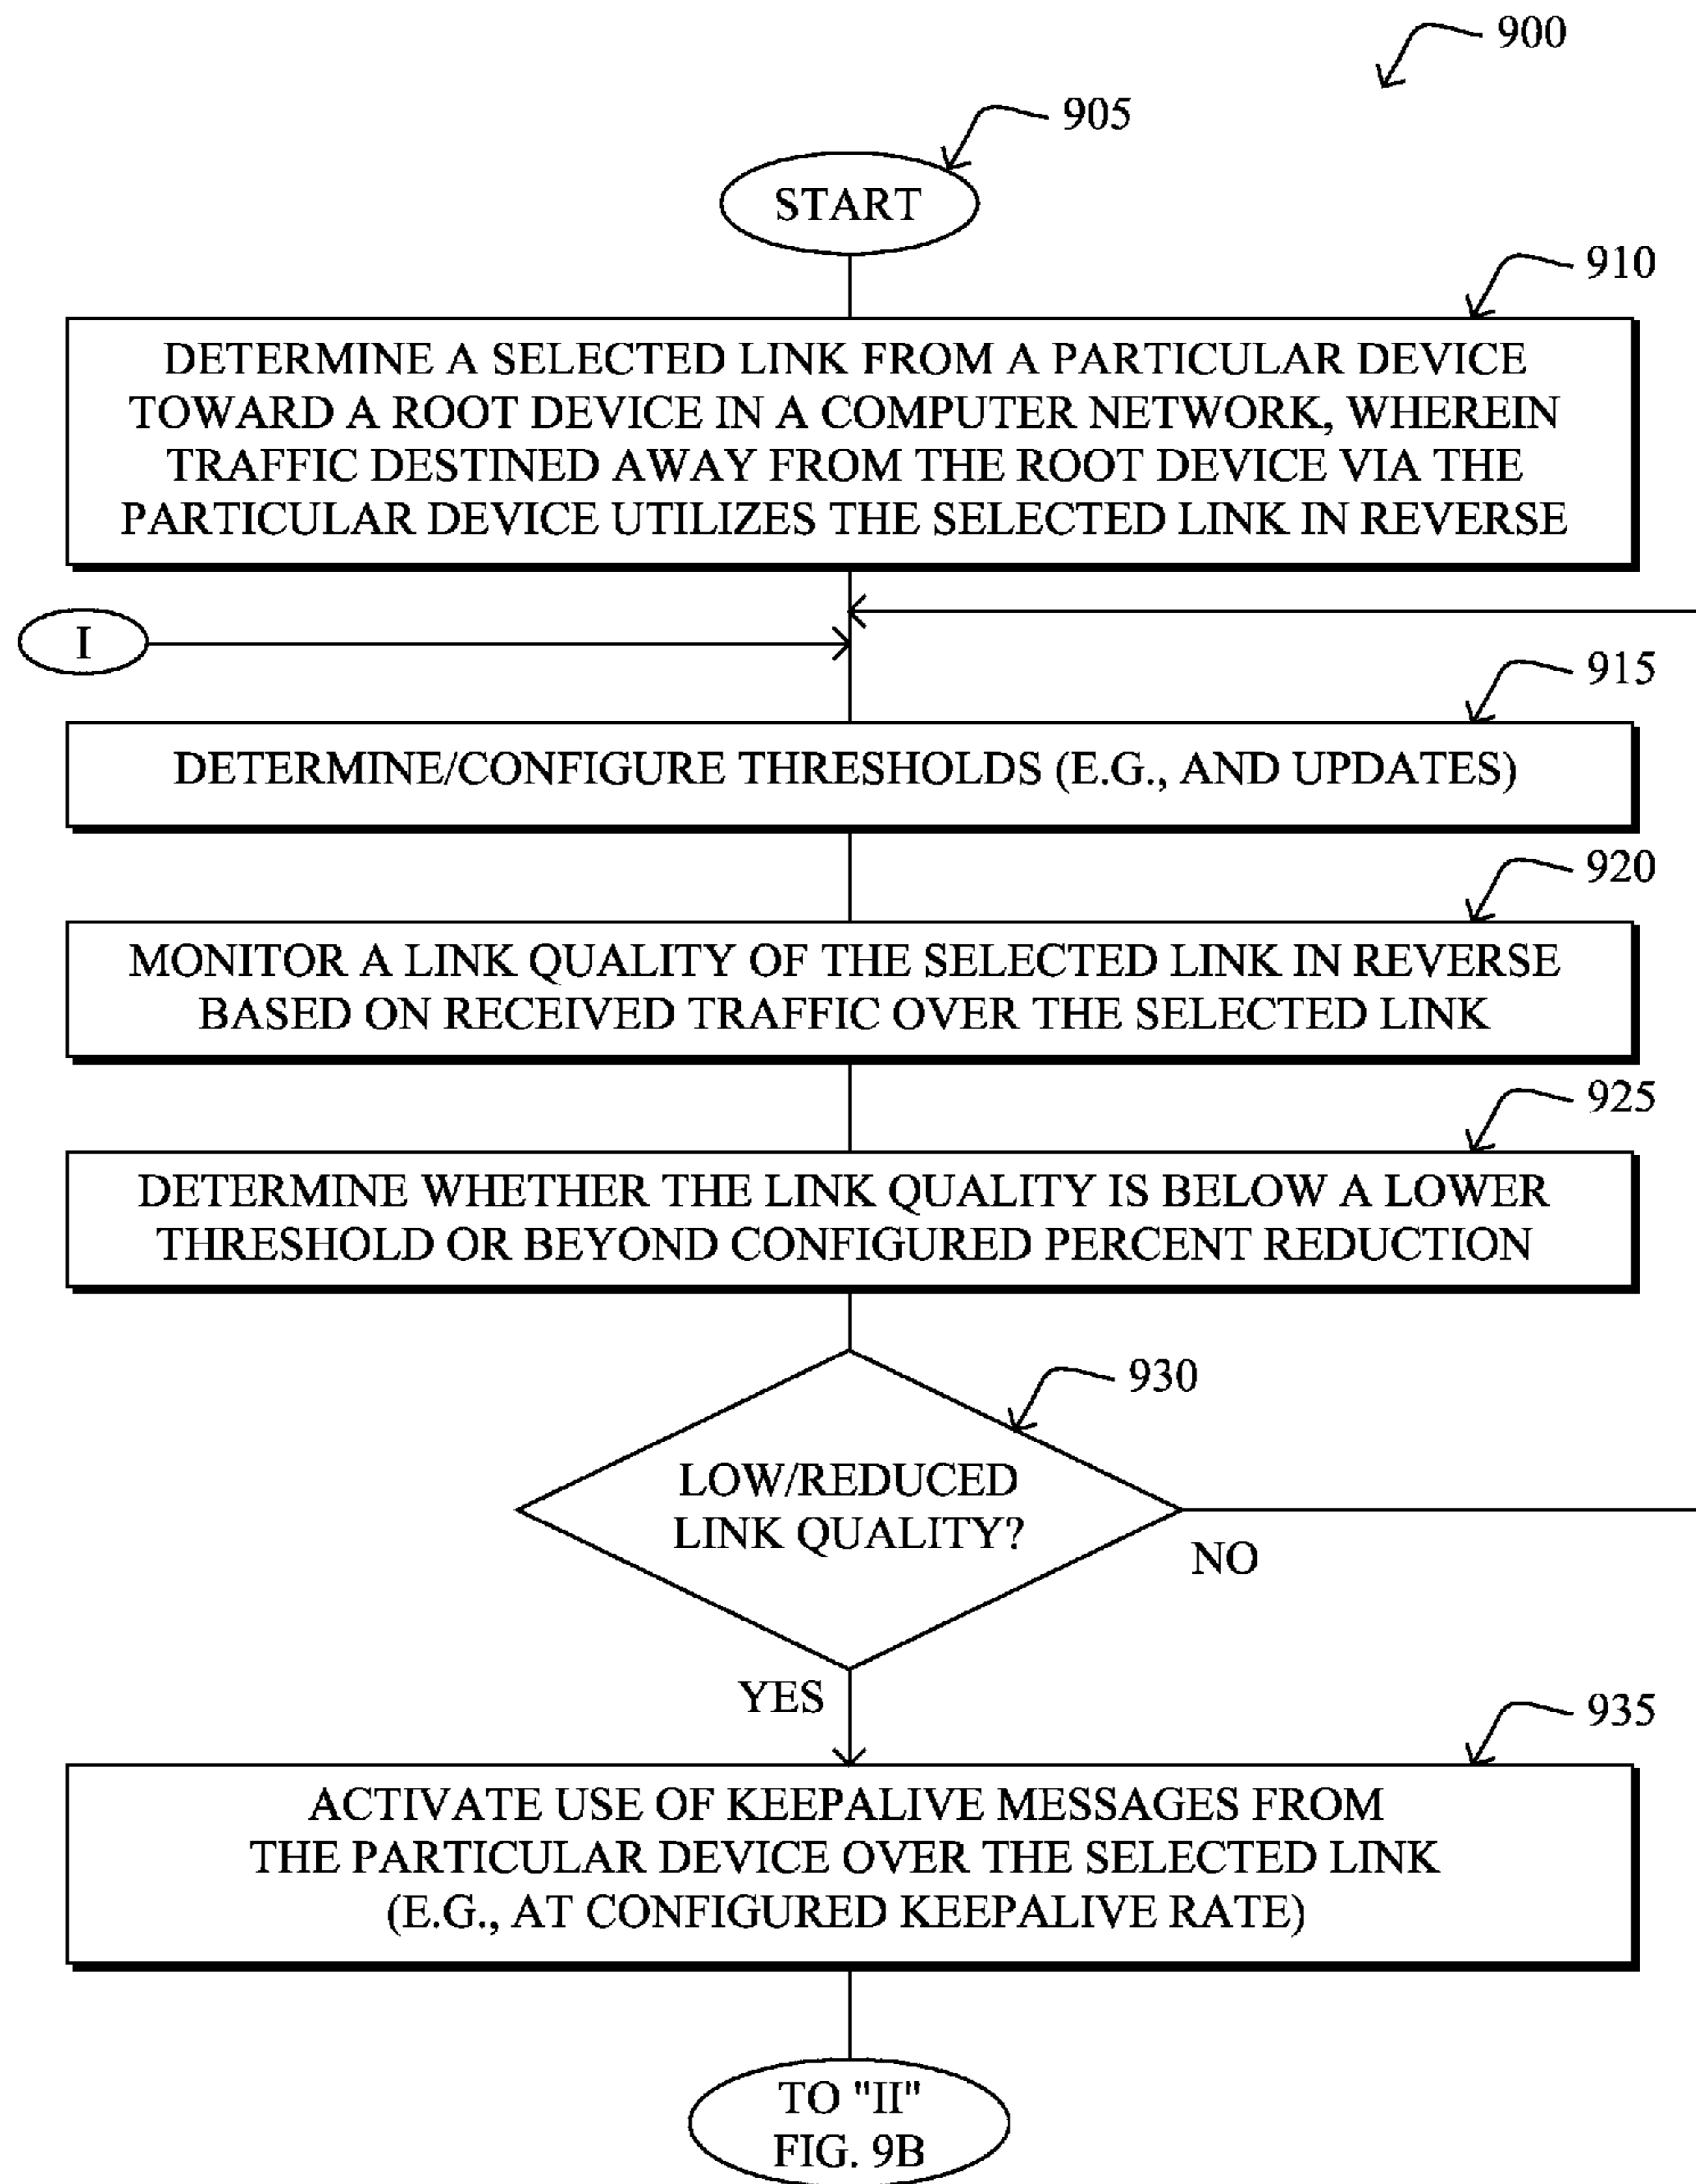 900
905
START
910
DETERMINE A SELECTED LINK FROM A PARTICULAR DEVICE
TOWARD A ROOT DEVICE IN A COMPUTER NETWORK, WHEREIN
TRAFFIC DESTINED AWAY FROM THE ROOT DEVICE VIA THE
PARTICULAR DEVICE UTILIZES THE SELECTED LINK IN REVERSE
I
915
DETERMINE/CONFIGURE THRESHOLDS (E.G., AND UPDATES)
920
MONITOR A LINK QUALITY OF THE SELECTED LINK IN REVERSE
BASED ON RECEIVED TRAFFIC OVER THE SELECTED LINK
925
DETERMINE WHETHER THE LINK QUALITY IS BELOW A LOWER
THRESHOLD OR BEYOND CONFIGURED PERCENT REDUCTION
930
LOW/REDUCED
LINK QUALITY?
NO
YES
935
ACTIVATE USE OF KEEPALIVE MESSAGES FROM
THE PARTICULAR DEVICE OVER THE SELECTED LINK
(E.G., AT CONFIGURED KEEPALIVE RATE)
TO "II"
FIG. 9B